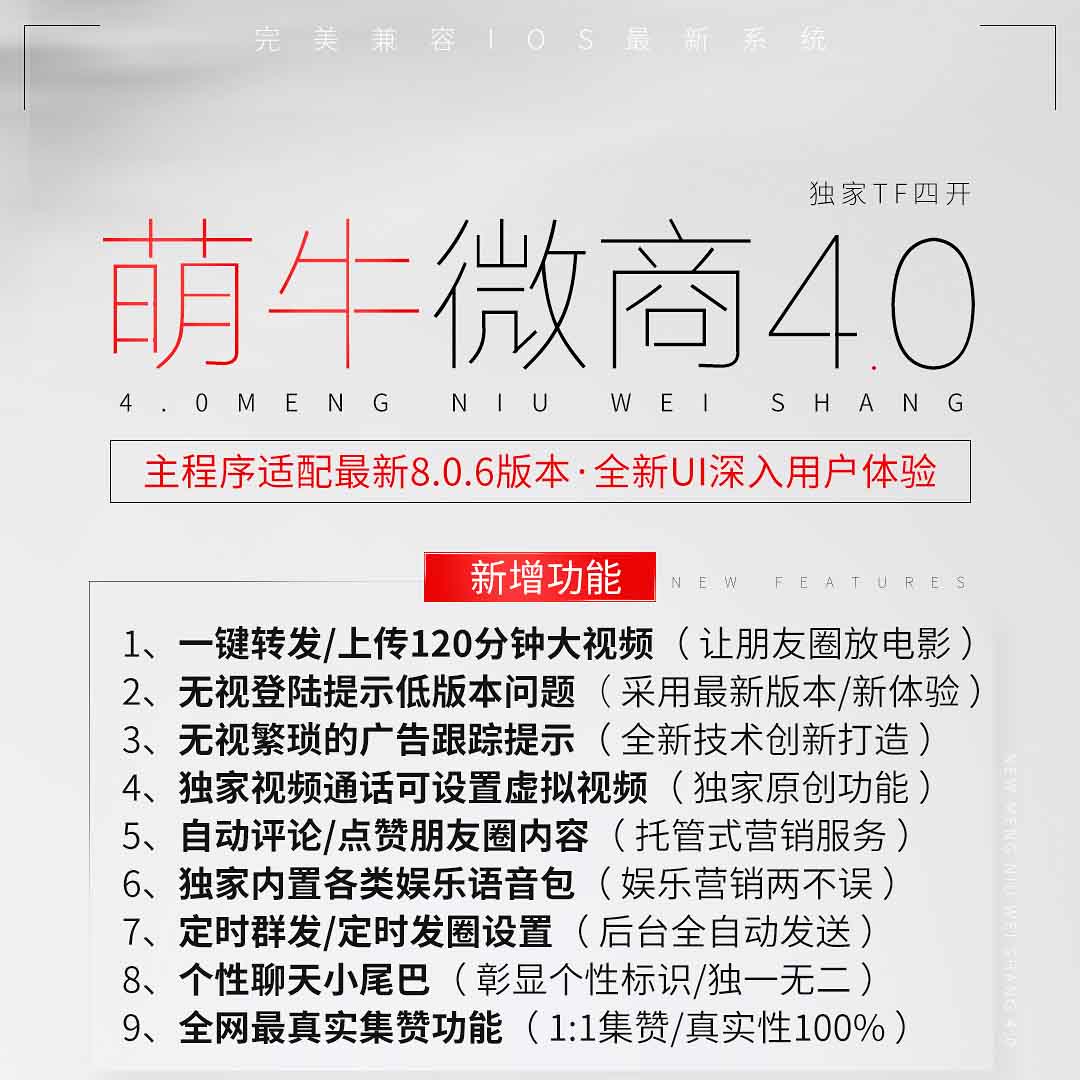 完美兼容IOS最新系统
独家TF四开
萌牛微商4.0
4.0MENG NIU WEI SHANG
主程序适配最新8.0.6版本·全新UI深入用户体验
新增功能 NEW FEATURES
1、一键转发/上传120分钟大视频（让朋友圈放电影）
2、无视登陆提示低版本问题（采用最新版本/新体验）
3、无视繁琐的广告跟踪提示（全新技术创新打造）
4、独家视频通话可设置虚拟视频（独家原创功能）
5、自动评论/点赞朋友圈内容（托管式营销服务）
6、独家内置各类娱乐语音包（娱乐营销两不误）
7、定时群发/定时发圈设置（后台全自动发送）
8、个性聊天小尾巴（彰显个性标识/独一无二）
9、全网最真实集赞功能（1:1集赞/真实性100%）
NEW MENG NIU WEI SHANG 4.0